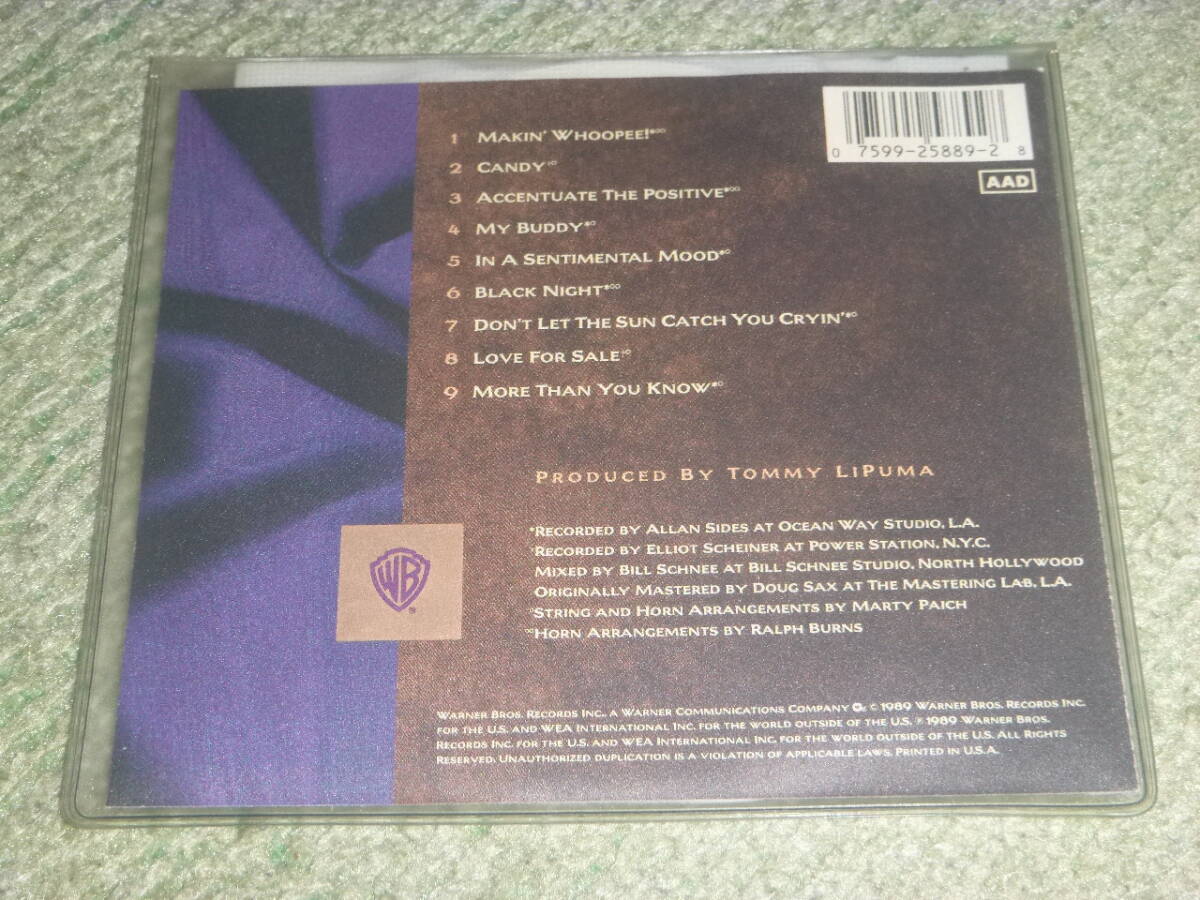 1 MAKIN' WHOOPEE!*°°
2 CANDY†°
3 ACCENTUATE THE POSITIVE*°°
4 MY BUDDY*°
5 IN A SENTIMENTAL MOOD*°
6 BLACK NIGHT*°°
7 DON'T LET THE SUN CATCH YOU CRYIN'*°
8 LOVE FOR SALE†°
9 MORE THAN YOU KNOW*°
0 7599-25889-2 8
AAD
PRODUCED BY TOMMY LIPUMA
*RECORDED BY ALLAN SIDES AT OCEAN WAY STUDIO, L.A.
†RECORDED BY ELLIOT SCHEINER AT POWER STATION, N.Y.C.
MIXED BY BILL SCHNEE AT BILL SCHNEE STUDIO, NORTH HOLLYWOOD
ORIGINALLY MASTERED BY DOUG SAX AT THE MASTERING LAB, L.A.
°STRING AND HORN ARRANGEMENTS BY MARTY PAICH
°°HORN ARRANGEMENTS BY RALPH BURNS
WB
WARNER BROS. RECORDS INC., A WARNER COMMUNICATIONS COMPANY © 1989 WARNER BROS. RECORDS INC.
FOR THE U.S. AND WEA INTERNATIONAL INC. FOR THE WORLD OUTSIDE OF THE U.S. ℗ 1989 WARNER BROS.
RECORDS INC. FOR THE U.S. AND WEA INTERNATIONAL INC. FOR THE WORLD OUTSIDE OF THE U.S. ALL RIGHTS
RESERVED. UNAUTHORIZED DUPLICATION IS A VIOLATION OF APPLICABLE LAWS. PRINTED IN U.S.A.